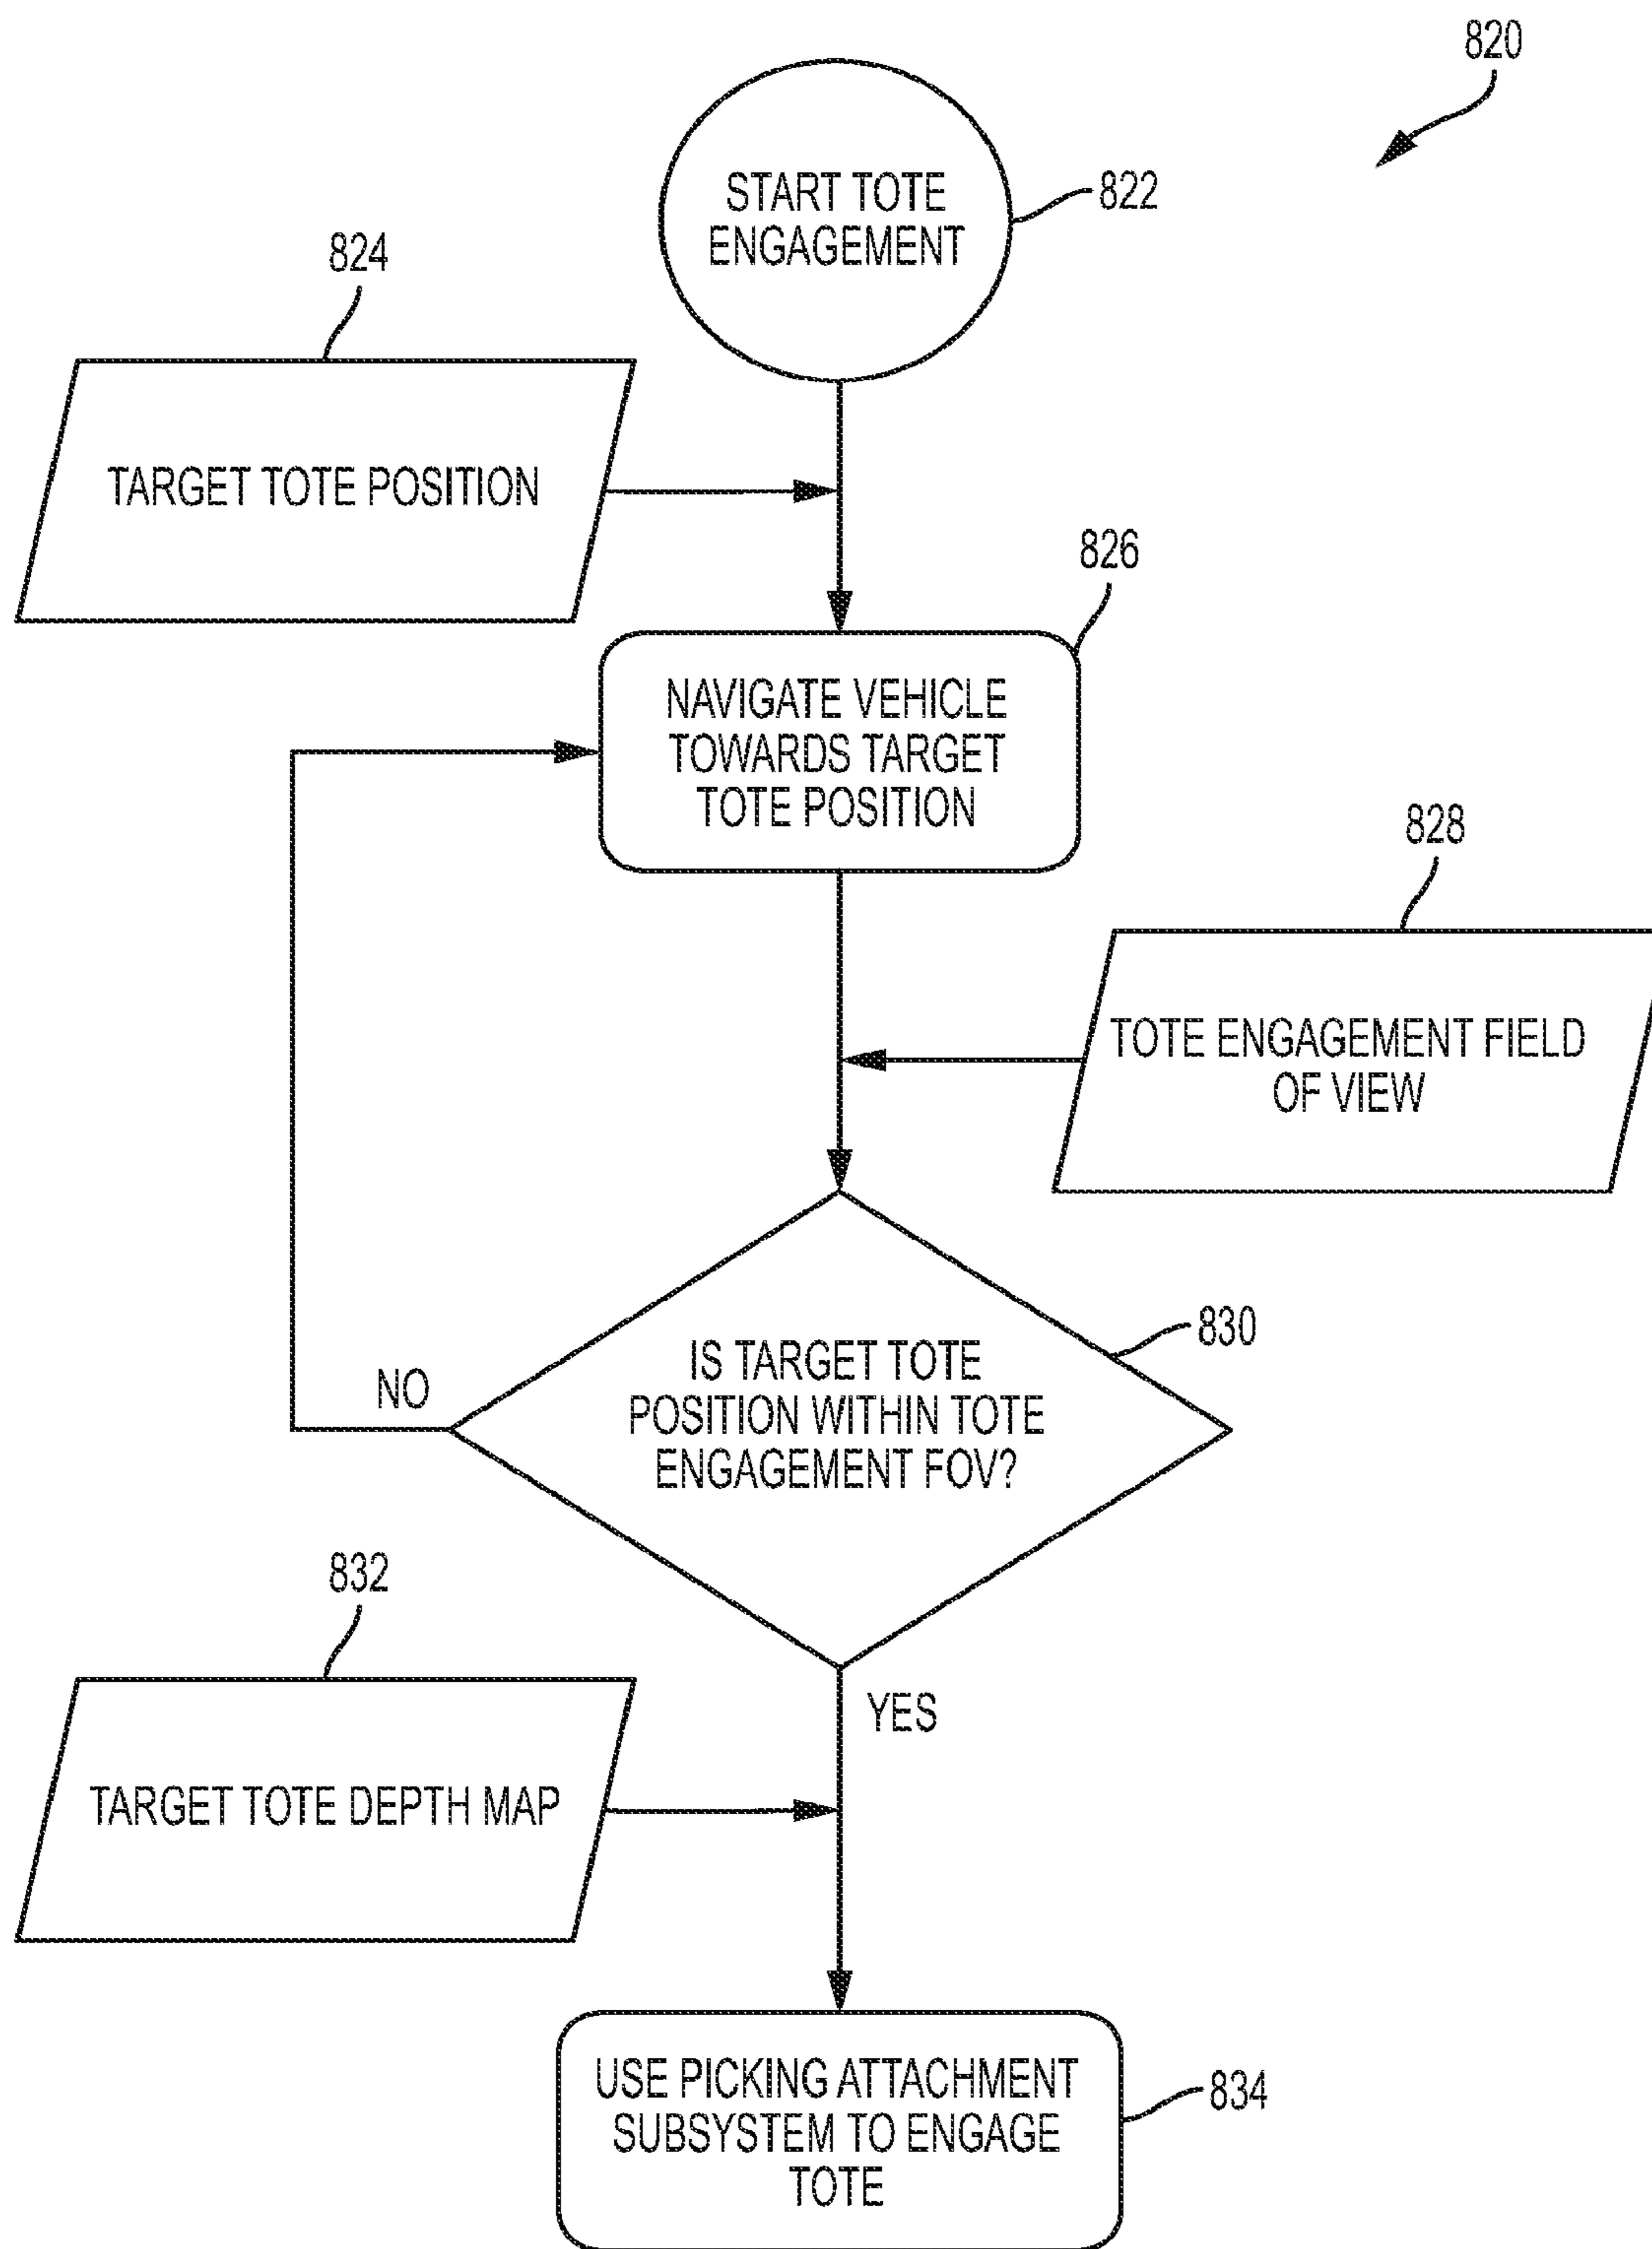 820
START TOTE
ENGAGEMENT
822
824
TARGET TOTE POSITION
826
NAVIGATE VEHICLE
TOWARDS TARGET
TOTE POSITION
828
TOTE ENGAGEMENT FIELD
OF VIEW
830
IS TARGET TOTE
POSITION WITHIN TOTE
ENGAGEMENT FOV?
NO
832
YES
TARGET TOTE DEPTH MAP
USE PICKING ATTACHMENT
SUBSYSTEM TO ENGAGE
TOTE
834